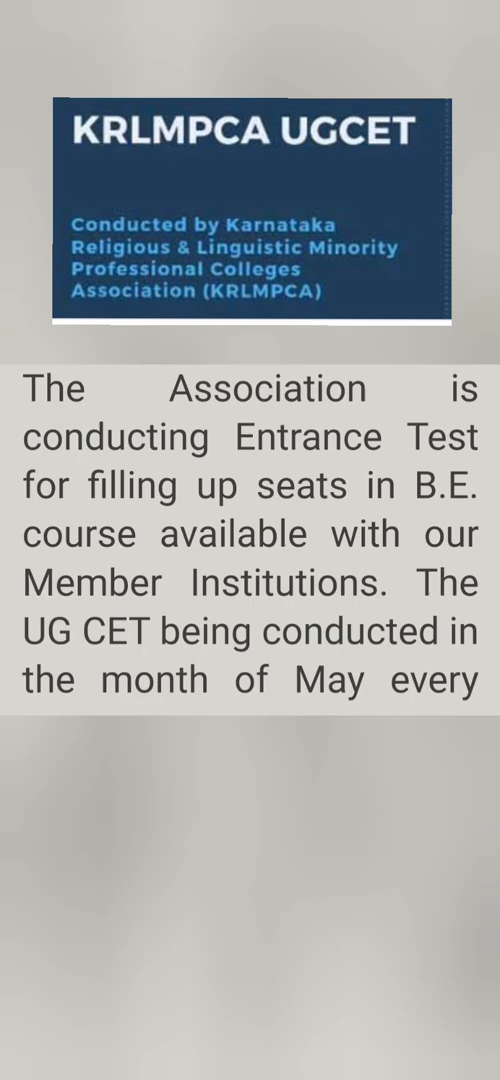 KRLMPCA UGCET
Conducted by Karnataka
Religious & Linguistic Minority
Professional Colleges
Association (KRLMPCA)
The Association is
conducting Entrance Test
for filling up seats in B.E.
course available with our
Member Institutions. The
UG CET being conducted in
the month of May every